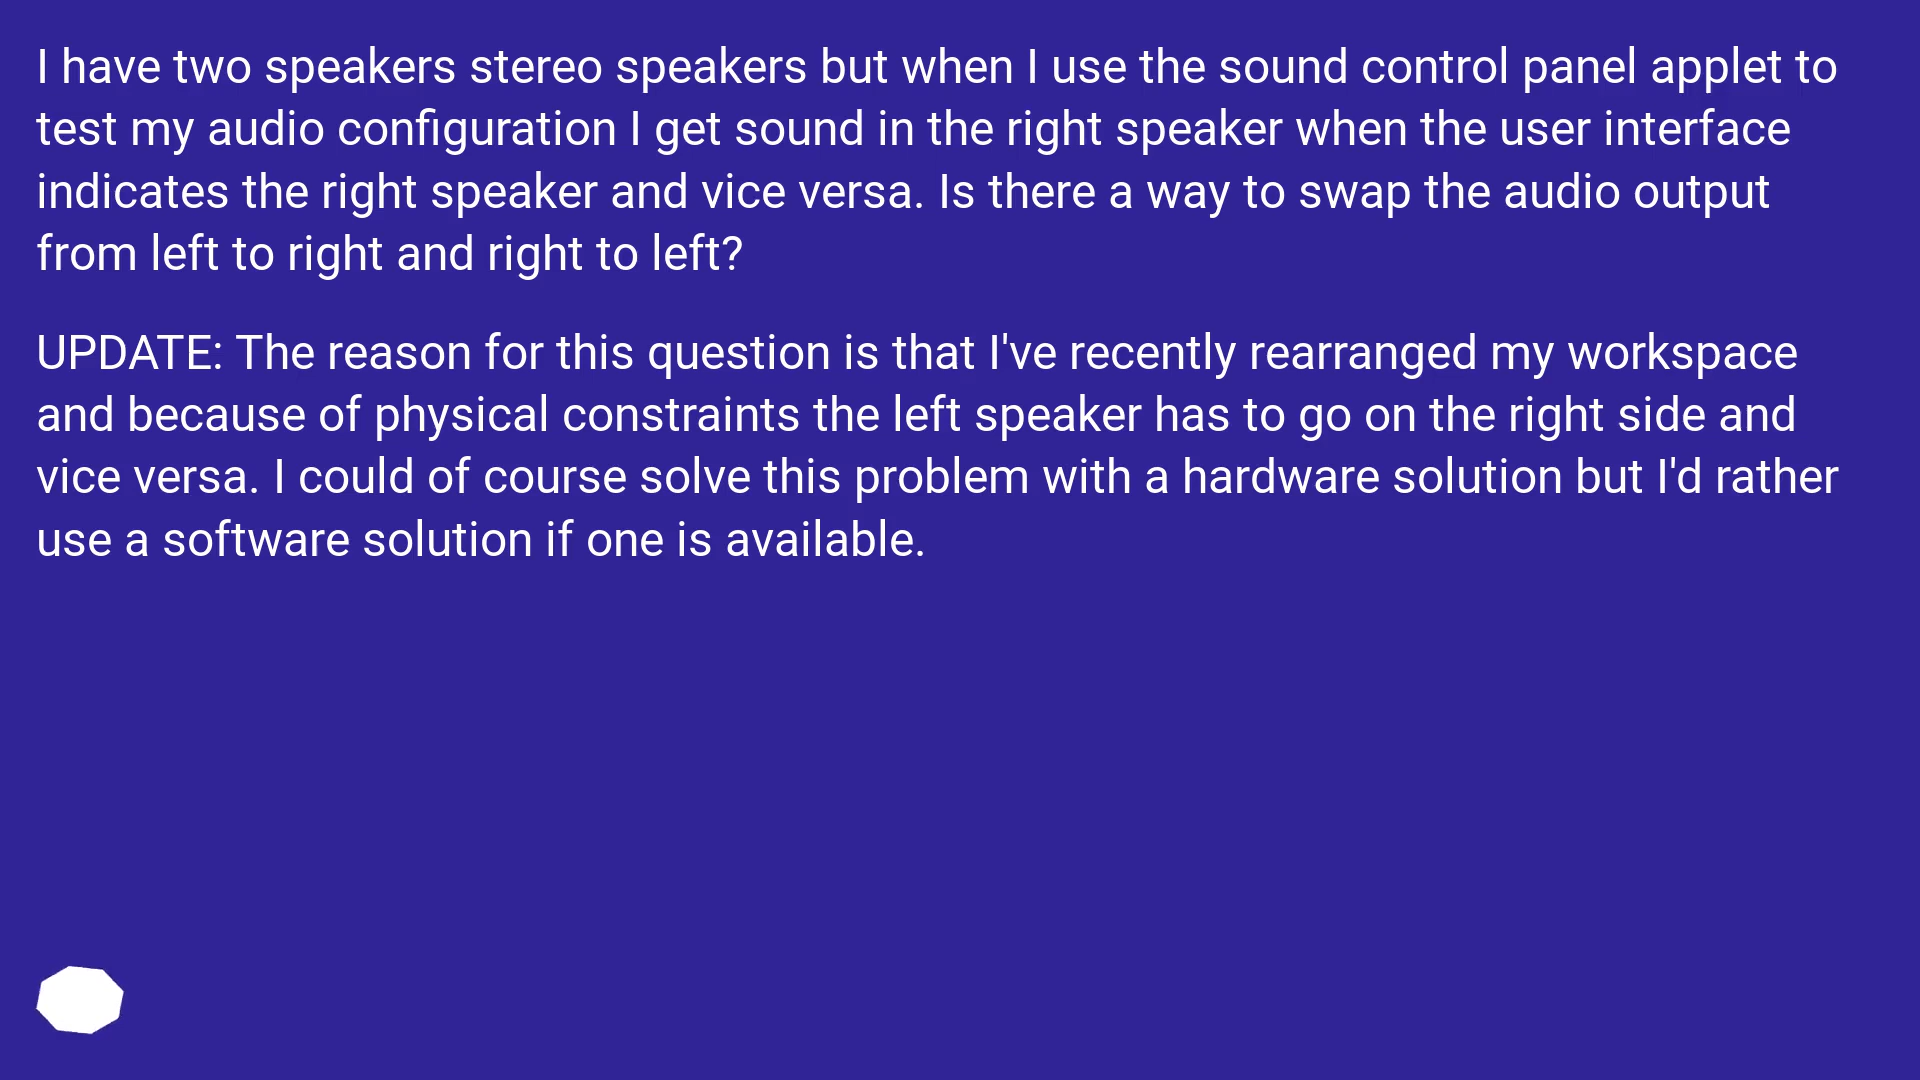 I have two speakers stereo speakers but when I use the sound control panel applet to
test my audio configuration I get sound in the right speaker when the user interface
indicates the right speaker and vice versa. Is there a way to swap the audio output
from left to right and right to left?
UPDATE: The reason for this question is that I've recently rearranged my workspace
and because of physical constraints the left speaker has to go on the right side and
vice versa. I could of course solve this problem with a hardware solution but I'd rather
use a software solution if one is available.